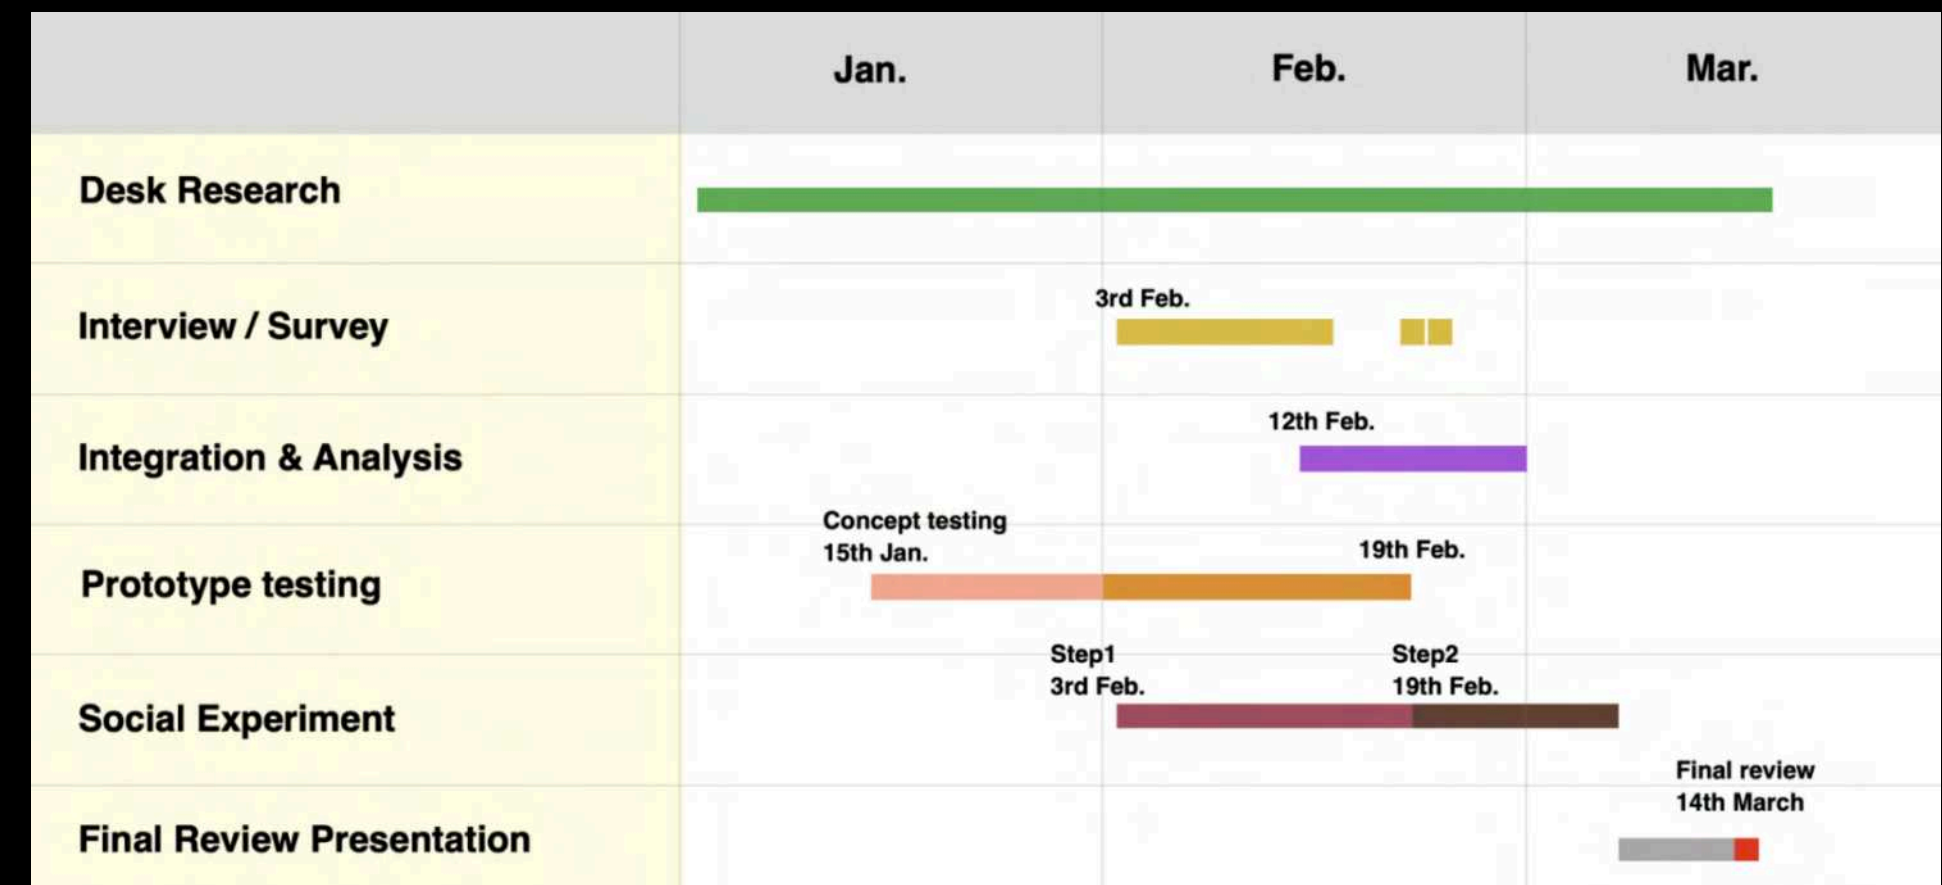 Jan.
Feb.
Mar.
Desk Research
Interview / Survey
3rd Feb.
Integration & Analysis
12th Feb.
Prototype testing
Concept testing
15th Jan.
19th Feb.
Social Experiment
Step1
3rd Feb.
Step2
19th Feb.
Final Review Presentation
Final review
14th March